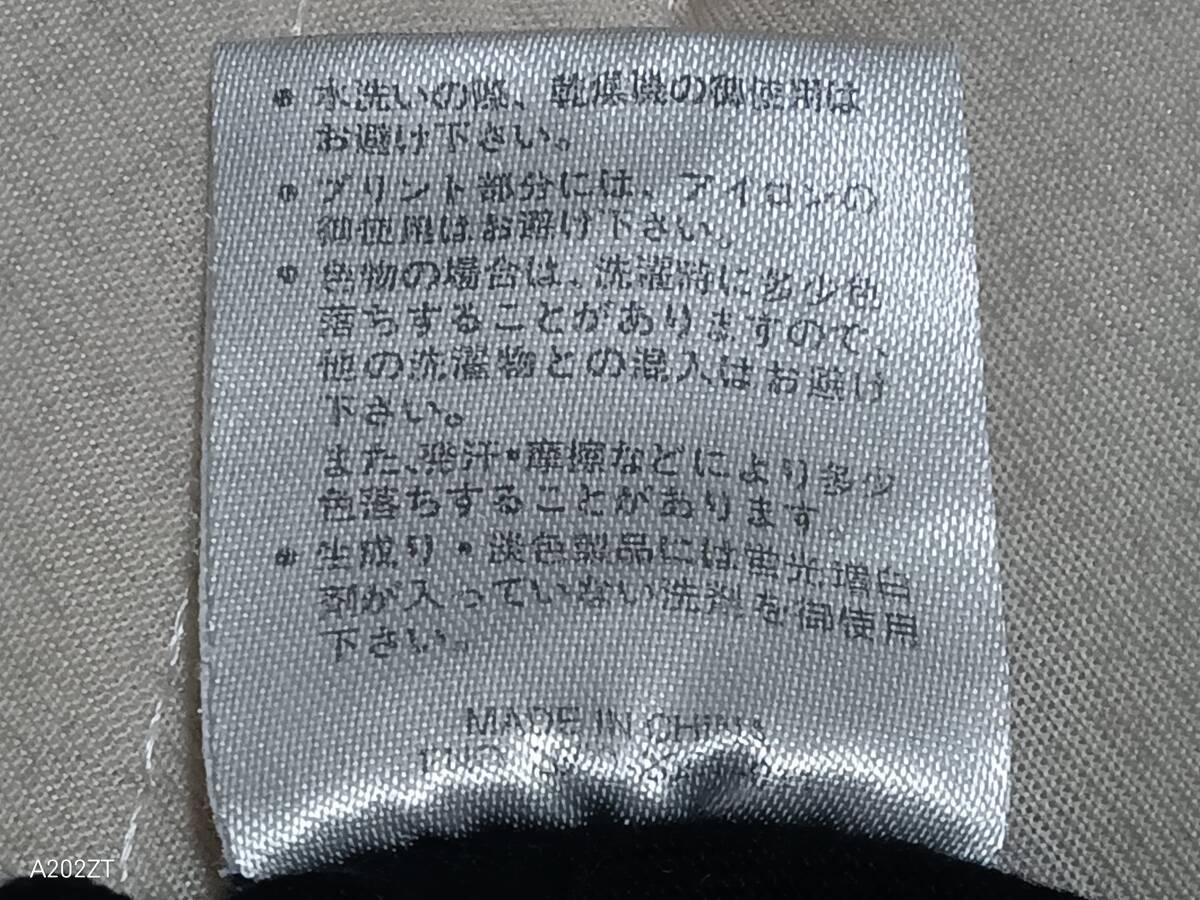 • 水洗いの際、乾燥機の御使用は
お避け下さい。
• プリント部分には、アイロンの
御使用はお避け下さい。
• 色物の場合は、洗濯時に多少色
落ちすることがありますので、
他の洗濯物との混入はお避け
下さい。
また、発汗・摩擦などにより多少
色落ちすることがあります。
• 生成り・淡色製品には蛍光増白
剤が入っていない洗剤を御使用
下さい。
MADE IN CHINA
A202ZT